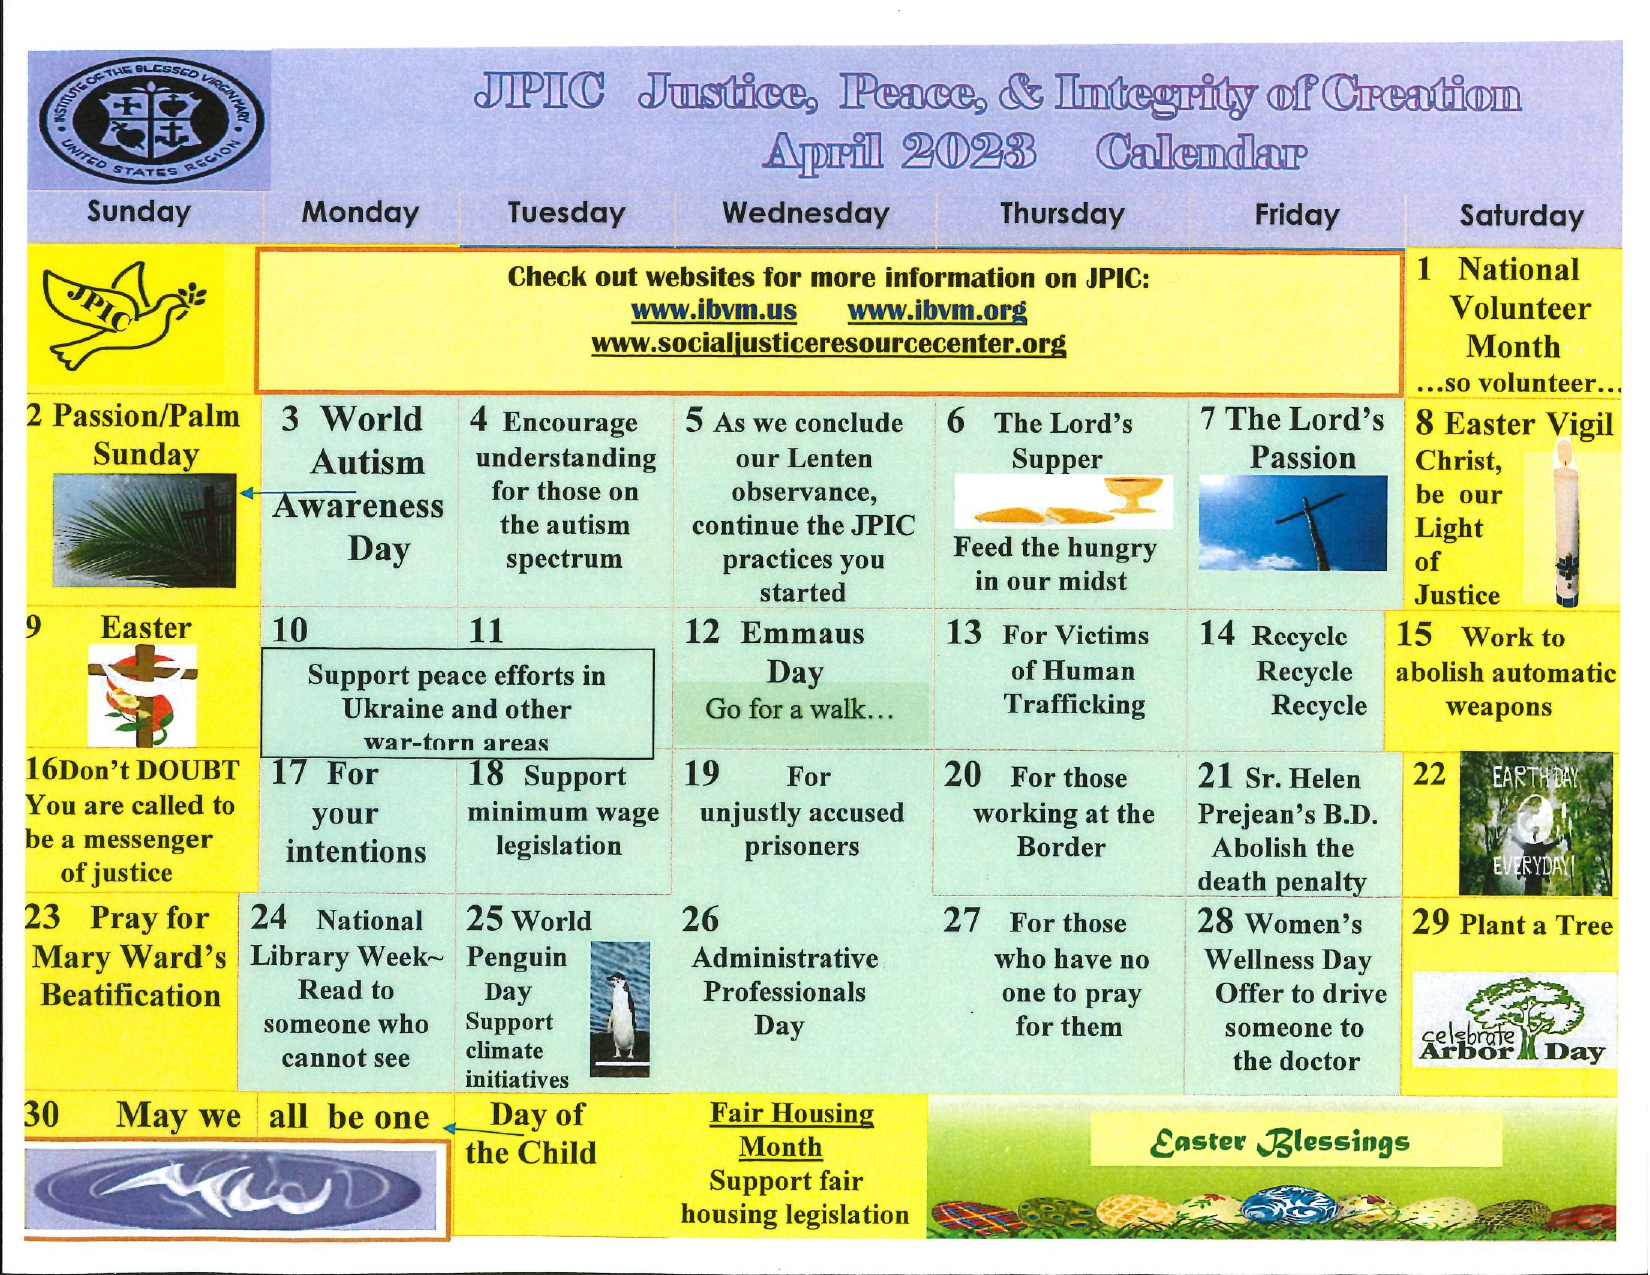 INSTITUTE OF THE BLESSED VIRGIN MARY
UNITED STATES REGION
JPIC Justice, Peace, & Integrity of Creation
April 2023 Calendar
Sunday Monday Tuesday Wednesday Thursday Friday Saturday
JPIC
Check out websites for more information on JPIC:
www.ibvm.us www.ibvm.org
www.socialjusticeresourcecenter.org
1 National
Volunteer
Month
...so volunteer...
2 Passion/Palm
Sunday
3 World
Autism
Awareness
Day
4 Encourage
understanding
for those on
the autism
spectrum
5 As we conclude
our Lenten
observance,
continue the JPIC
practices you
started
6 The Lord's
Supper
Feed the hungry
in our midst
7 The Lord's
Passion
8 Easter Vigil
Christ,
be our
Light
of
Justice
9 Easter
10 11
Support peace efforts in
Ukraine and other
war-torn areas
12 Emmaus
Day
Go for a walk...
13 For Victims
of Human
Trafficking
14 Recycle
Recycle
Recycle
15 Work to
abolish automatic
weapons
16Don't DOUBT
You are called to
be a messenger
of justice
17 For
your
intentions
18 Support
minimum wage
legislation
19 For
unjustly accused
prisoners
20 For those
working at the
Border
21 Sr. Helen
Prejean's B.D.
Abolish the
death penalty
22
EARTH DAY
EVERYDAY!
23 Pray for
Mary Ward's
Beatification
24 National
Library Week~
Read to
someone who
cannot see
25 World
Penguin
Day
Support
climate
initiatives
26
Administrative
Professionals
Day
27 For those
who have no
one to pray
for them
28 Women's
Wellness Day
Offer to drive
someone to
the doctor
29 Plant a Tree
celebrate
Arbor Day
30 May we all be one
Day of
the Child
Fair Housing
Month
Support fair
housing legislation
Easter Blessings